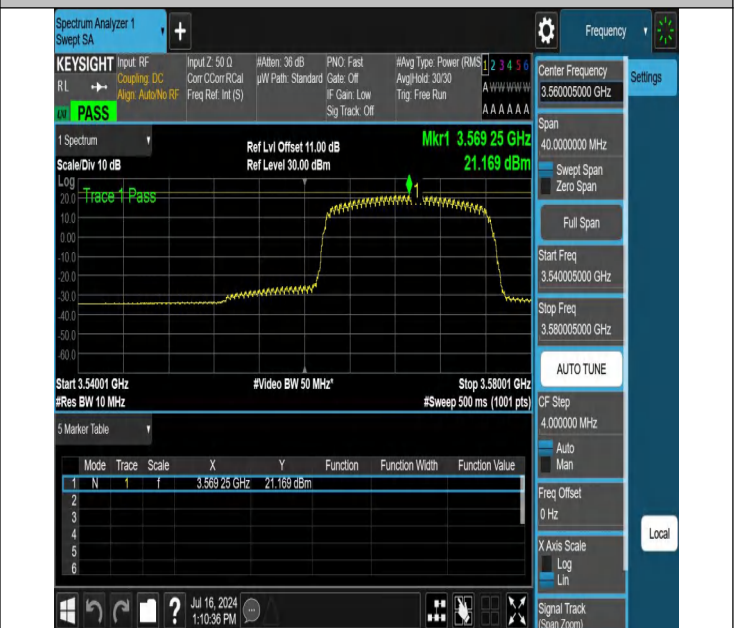 Spectrum Analyzer 1
Swept SA
+
Frequency
KEYSIGHT
RL
PASS
Input: RF
Coupling: DC
Align: Auto/No RF
Input Z: 50 Ω
Corr CCorr RCal
Freq Ref: Int (S)
#Atten: 36 dB
µW Path: Standard
PNO: Fast
Gate: Off
IF Gain: Low
Sig Track: Off
#Avg Type: Power (RMS
Avg|Hold: 30/30
Trig: Free Run
1 2 3 4 5 6
A W W W W W
A A A A A A
Center Frequency
3.560005000 GHz
Settings
Span
40.0000000 MHz
Swept Span
Zero Span
Full Span
Start Freq
3.540005000 GHz
Stop Freq
3.580005000 GHz
AUTO TUNE
CF Step
4.000000 MHz
Auto
Man
Freq Offset
0 Hz
X Axis Scale
Log
Lin
Signal Track
(Span Zoom)
Local
1 Spectrum
Scale/Div 10 dB
Ref Lvl Offset 11.00 dB
Ref Level 30.00 dBm
Mkr1 3.569 25 GHz
21.169 dBm
Log
Trace 1 Pass
1
20.0
10.0
0.00
-10.0
-20.0
-30.0
-40.0
-50.0
-60.0
Start 3.54001 GHz
#Video BW 50 MHz*
Stop 3.58001 GHz
#Res BW 10 MHz
#Sweep 500 ms (1001 pts)
5 Marker Table
Mode Trace Scale X Y Function Function Width Function Value
1 N 1 f 3.569 25 GHz 21.169 dBm
2
3
4
5
6
?
Jul 16, 2024
1:10:36 PM